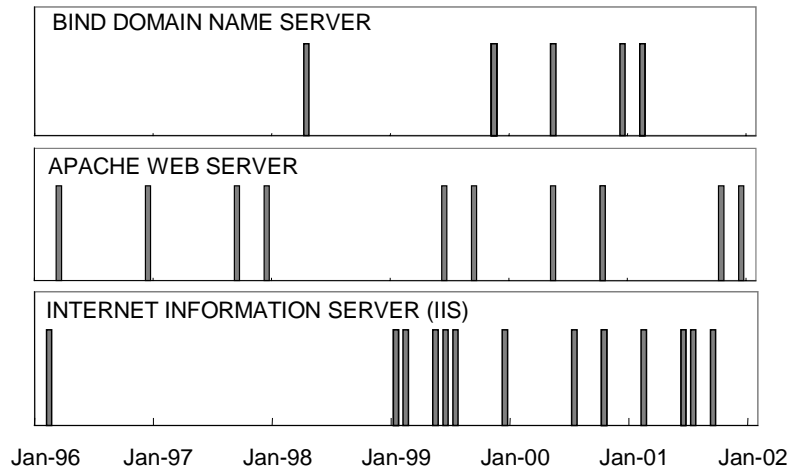 BIND DOMAIN NAME SERVER
APACHE WEB SERVER
INTERNET INFORMATION SERVER (IIS)
Jan-96 Jan-97 Jan-98 Jan-99 Jan-00 Jan-01 Jan-02